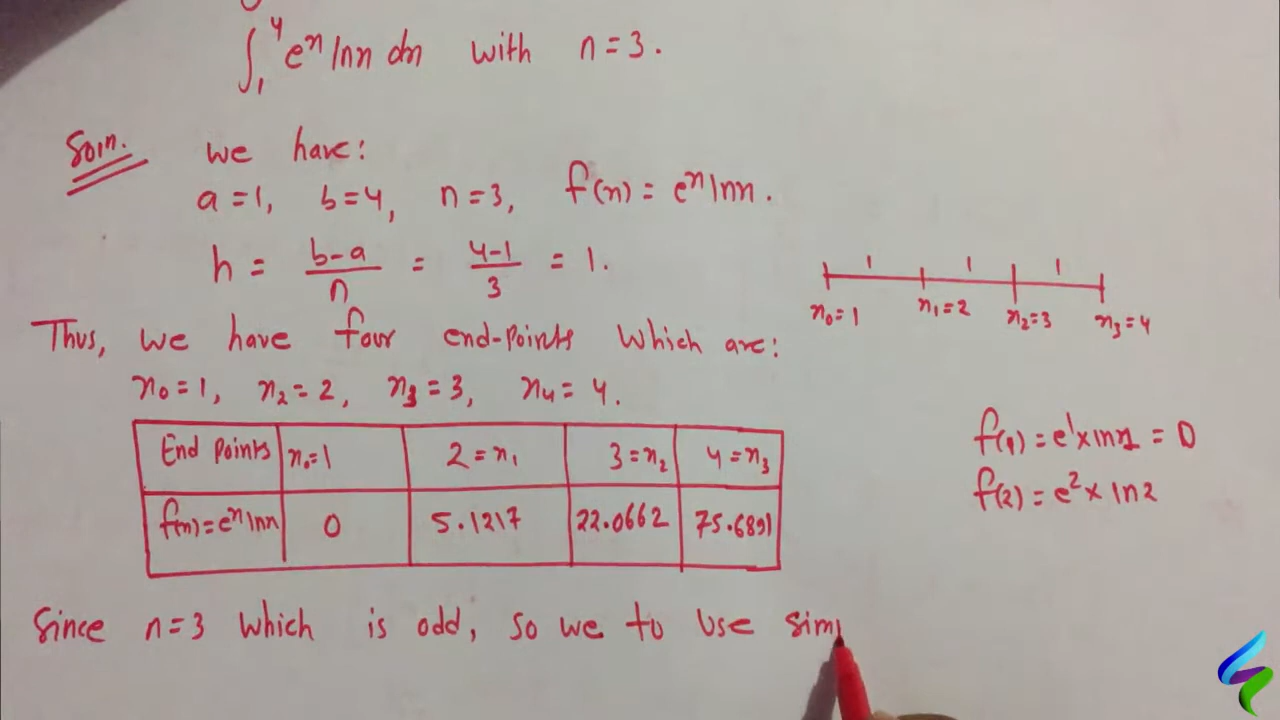 ∫₁⁴ eˣ lnx dx with n = 3.
Soln. we have:
a = 1, b = 4, n = 3, f(x) = eˣ lnx.
h = (b-a)/n = (4-1)/3 = 1.
1 1 1
x₀=1 x₁=2 x₂=3 x₃=4
Thus, we have four end-points which are:
x₀ = 1, x₂ = 2, x₃ = 3, x₄ = 4.
End Points x₀=1 2=x₁ 3=x₂ 4=x₃
f(x)=eˣ lnx 0 5.1217 22.0662 75.6891
f(1) = e¹ × ln1 = 0
f(2) = e² × ln2
Since n=3 which is odd, so we to use sim